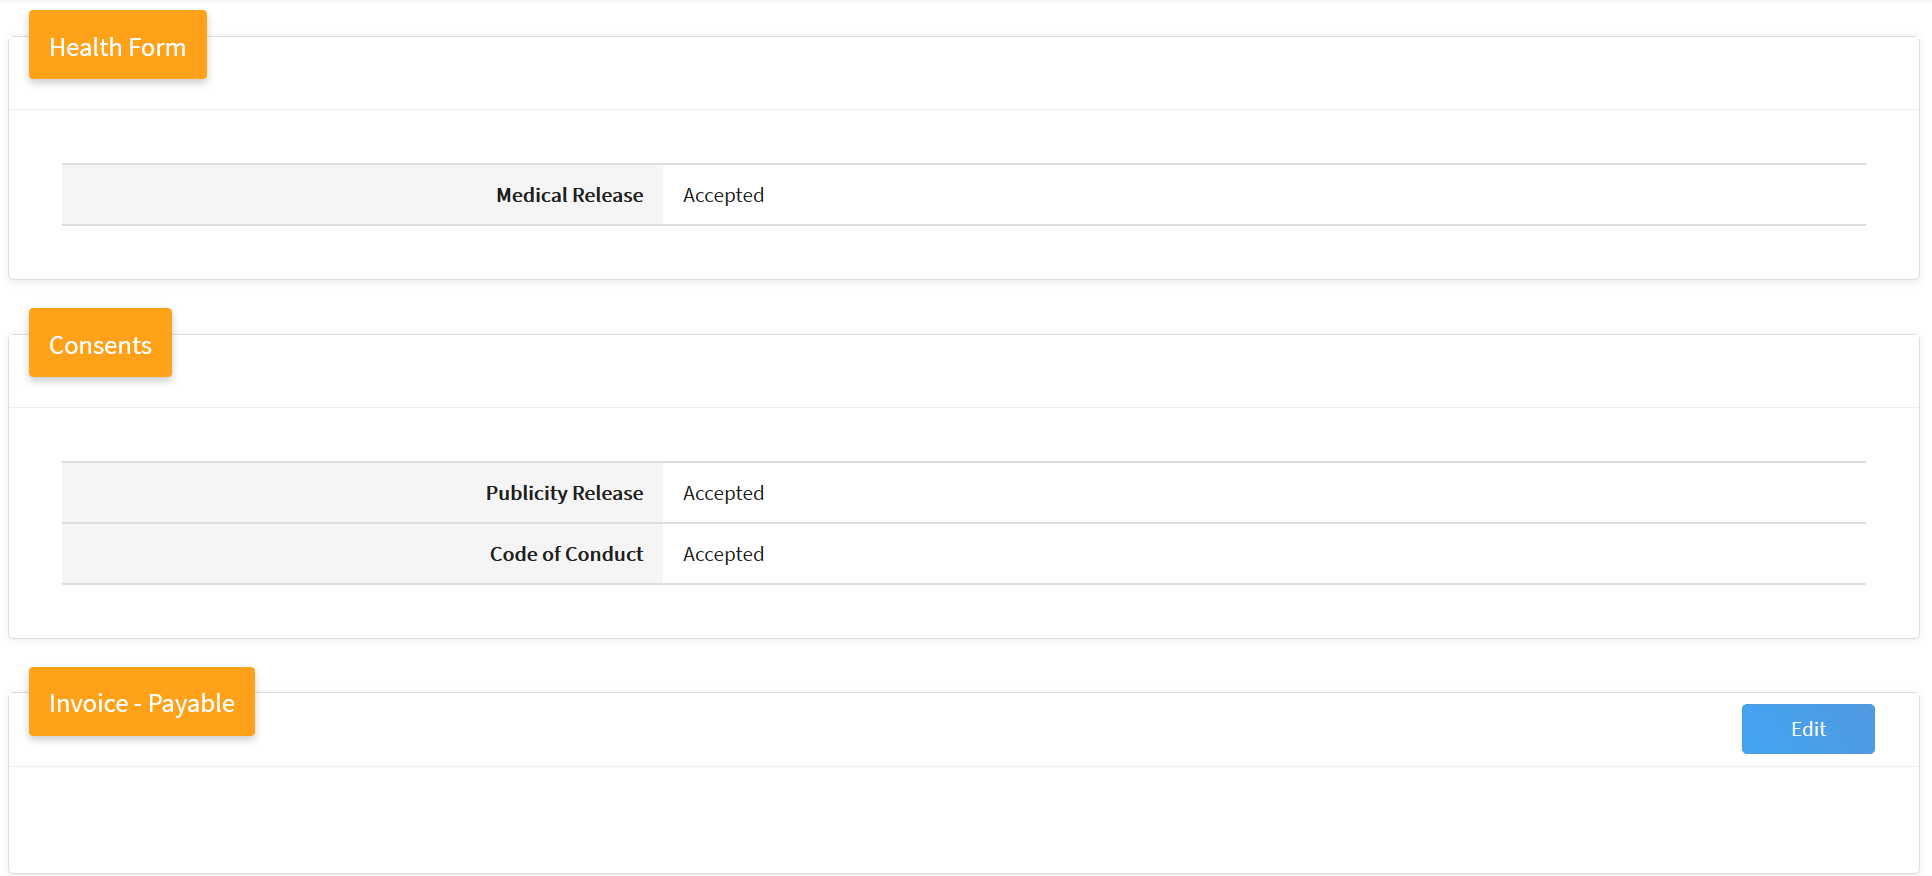 Health Form
Medical Release Accepted
Consents
Publicity Release Accepted
Code of Conduct Accepted
Invoice - Payable
Edit